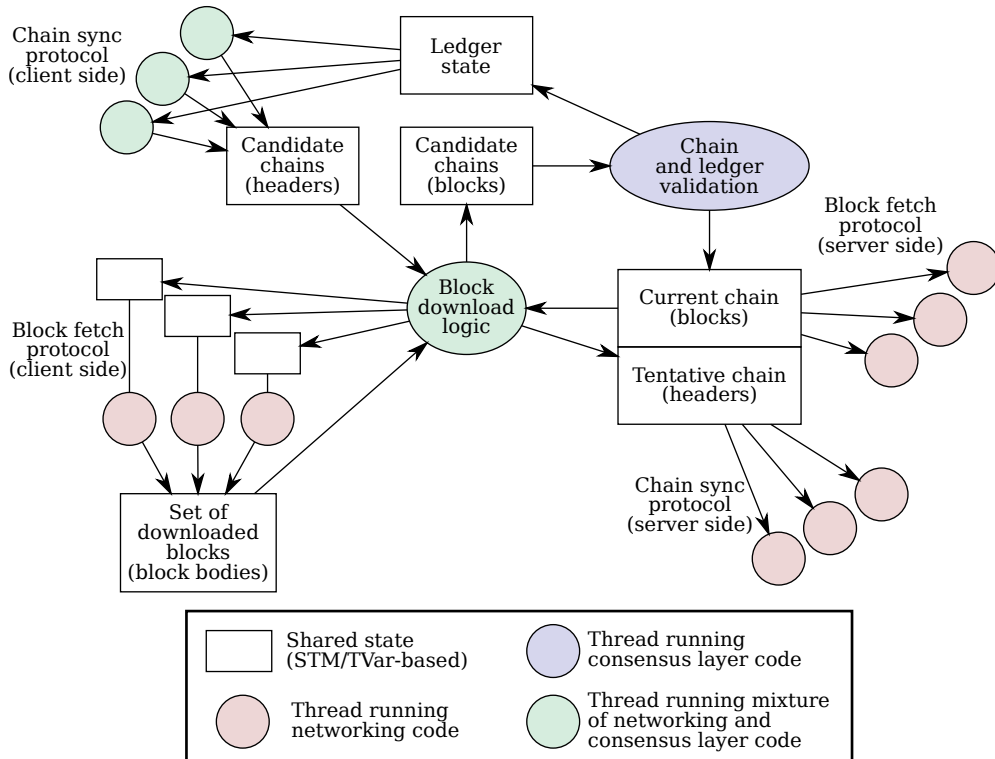 Chain sync
protocol
(client side)
Ledger
state
Candidate
chains
(headers)
Candidate
chains
(blocks)
Chain
and ledger
validation
Block fetch
protocol
(server side)
Block
download
logic
Current chain
(blocks)
Tentative chain
(headers)
Block fetch
protocol
(client side)
Chain sync
protocol
(server side)
Set of
downloaded
blocks
(block bodies)
Shared state
(STM/TVar-based)
Thread running
consensus layer code
Thread running
networking code
Thread running mixture
of networking and
consensus layer code